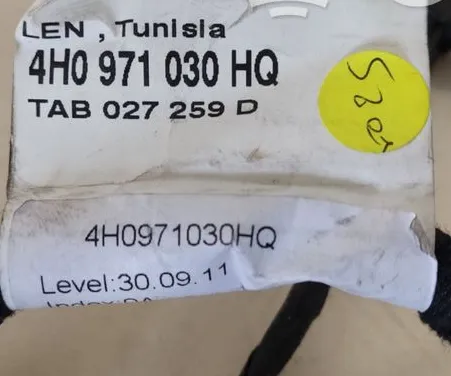 LEN , Tunisia
4H0 971 030 HQ
TAB 027 259 D
4H0971030HQ
Level:30.09.11